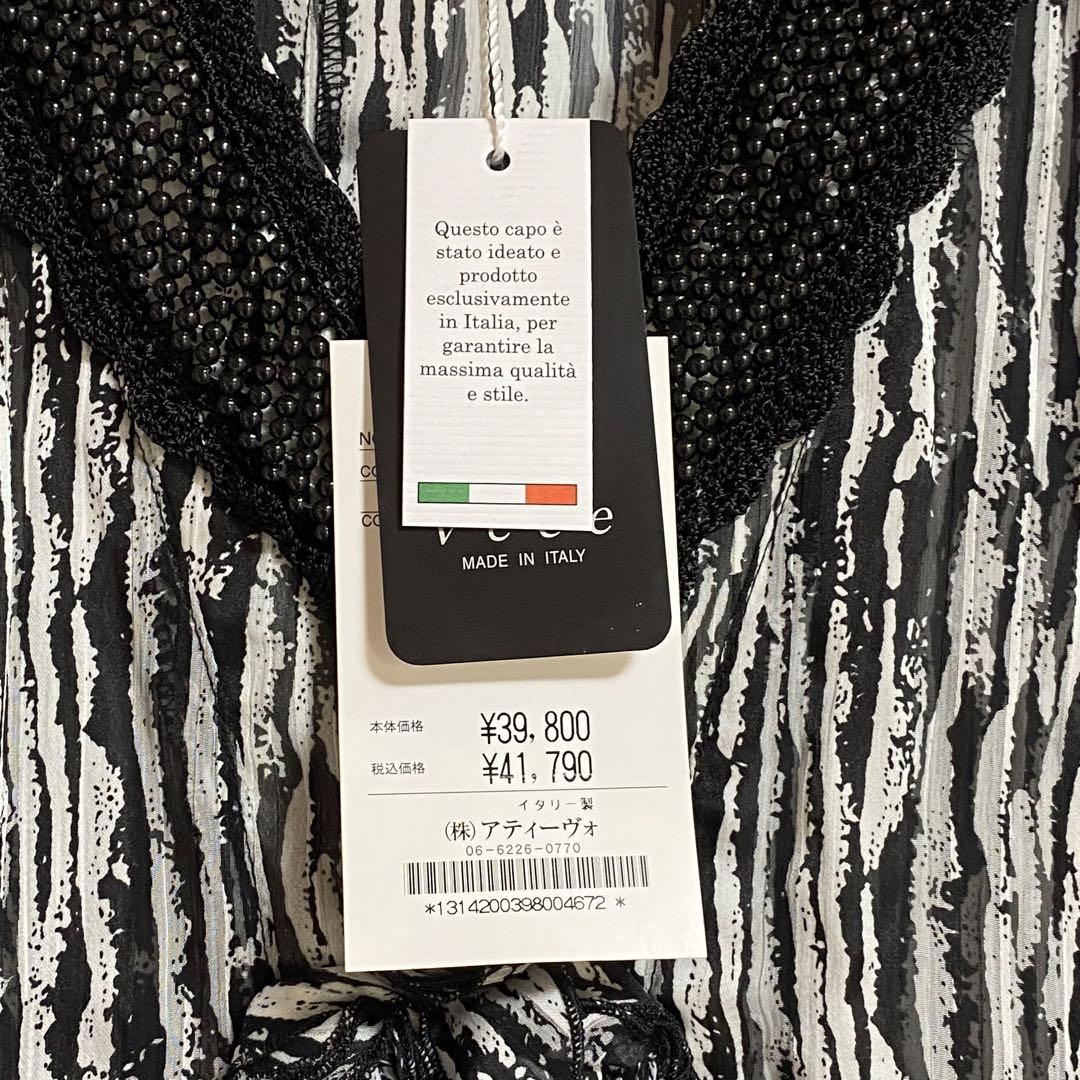 Questo capo è
stato ideato e
prodotto
esclusivamente
in Italia, per
garantire la
massima qualità
e stile.
MADE IN ITALY
本体価格 ¥39,800
税込価格 ¥41,790
イタリー製
(株)アティーヴォ
06-6226-0770
*1314200398004672 *